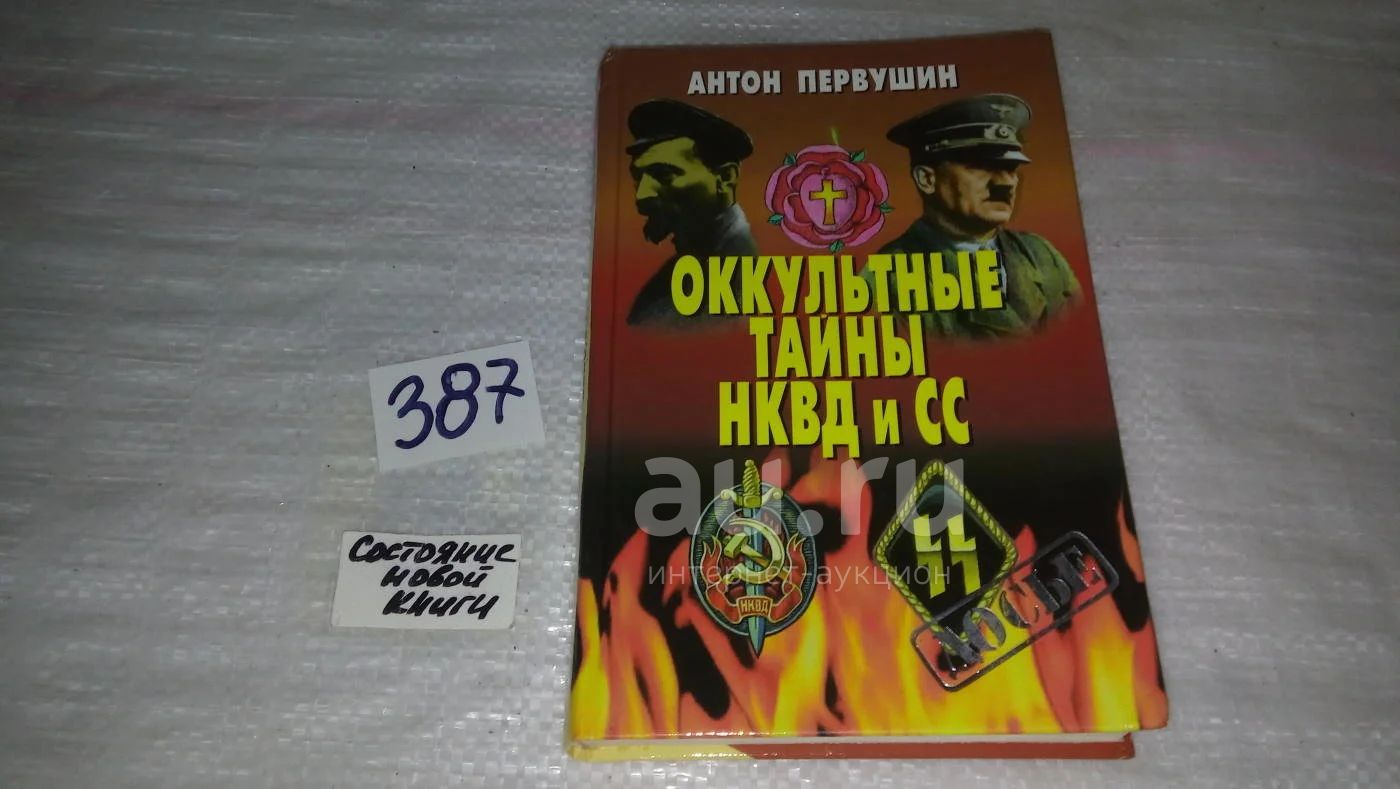 АНТОН ПЕРВУШИН
ОККУЛЬТНЫЕ
ТАЙНЫ
НКВД и СС
НКВД
ДОСЬЕ
387
Состояние
новой
книги
au.ru
интернет-аукцион